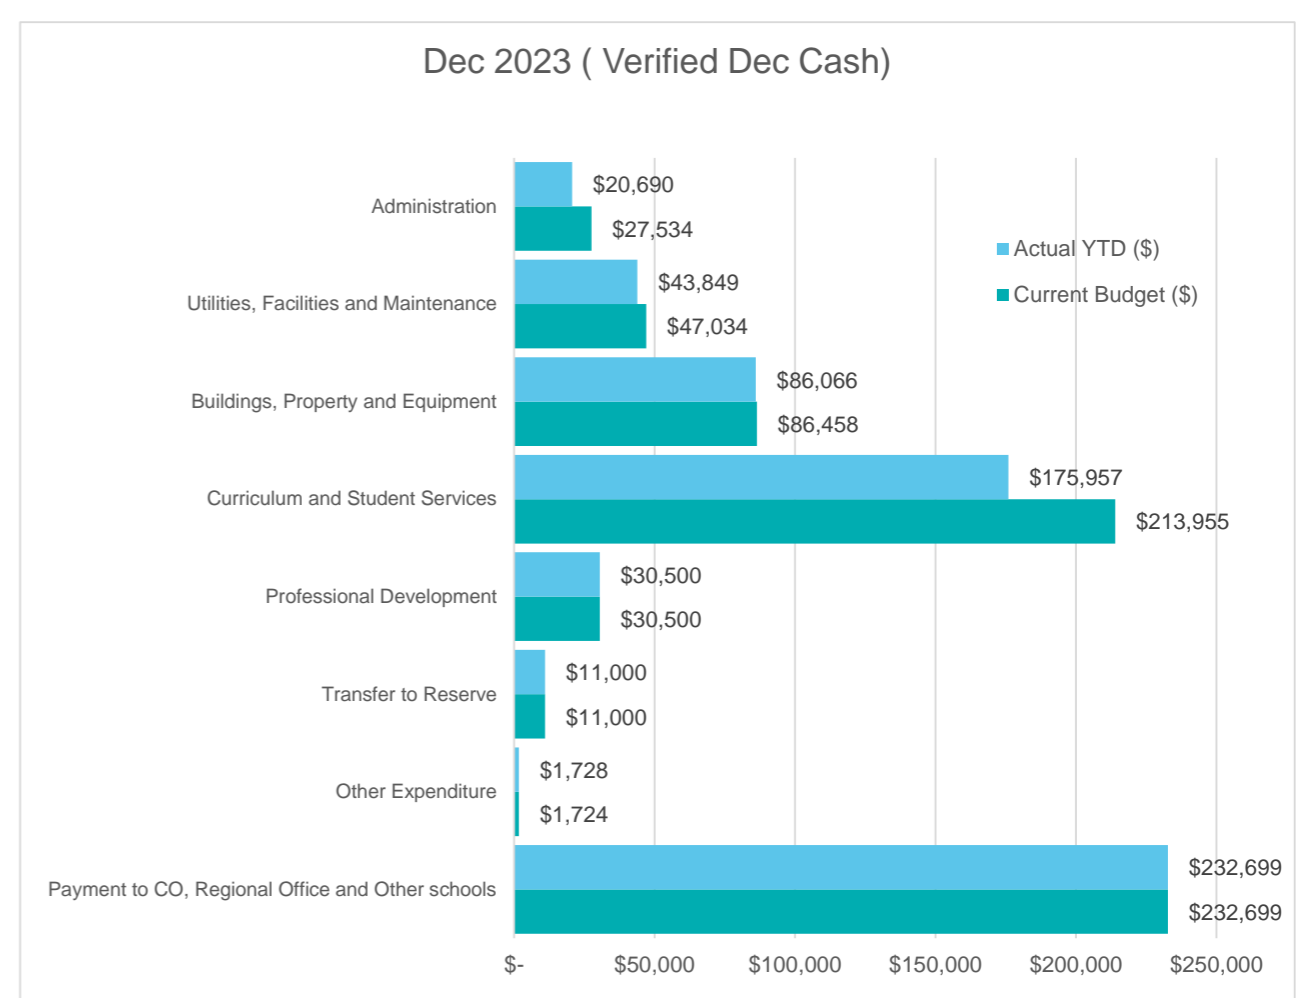 Dec 2023 ( Verified Dec Cash)
Administration
$20,690
$27,534
Actual YTD ($)
Current Budget ($)
Utilities, Facilities and Maintenance
$43,849
$47,034
Buildings, Property and Equipment
$86,066
$86,458
Curriculum and Student Services
$175,957
$213,955
Professional Development
$30,500
$30,500
Transfer to Reserve
$11,000
$11,000
Other Expenditure
$1,728
$1,724
Payment to CO, Regional Office and Other schools
$232,699
$232,699
$- $50,000 $100,000 $150,000 $200,000 $250,000